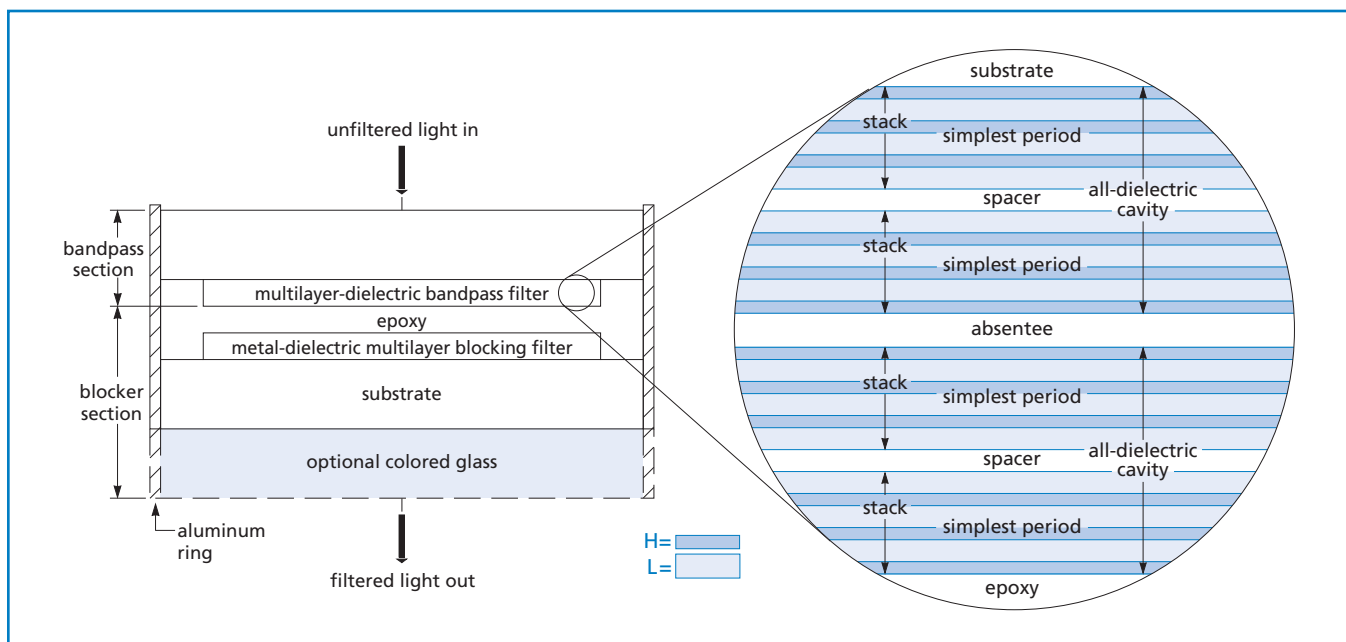 unfiltered light in
bandpass
section
multilayer-dielectric bandpass filter
epoxy
metal-dielectric multilayer blocking filter
blocker
section
substrate
optional colored glass
aluminum
ring
filtered light out
H=
L=
substrate
stack
simplest period
spacer
all-dielectric
cavity
stack
simplest period
absentee
stack
simplest period
spacer
all-dielectric
cavity
stack
simplest period
epoxy